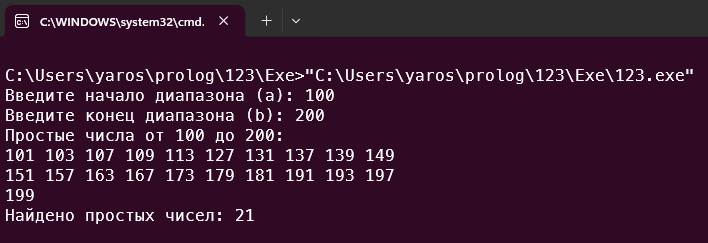 C:\WINDOWS\system32\cmd.
C:\Users\yaros\prolog\123\Exe>"C:\Users\yaros\prolog\123\Exe\123.exe"
Введите начало диапазона (a): 100
Введите конец диапазона (b): 200
Простые числа от 100 до 200:
101 103 107 109 113 127 131 137 139 149
151 157 163 167 173 179 181 191 193 197
199
Найдено простых чисел: 21